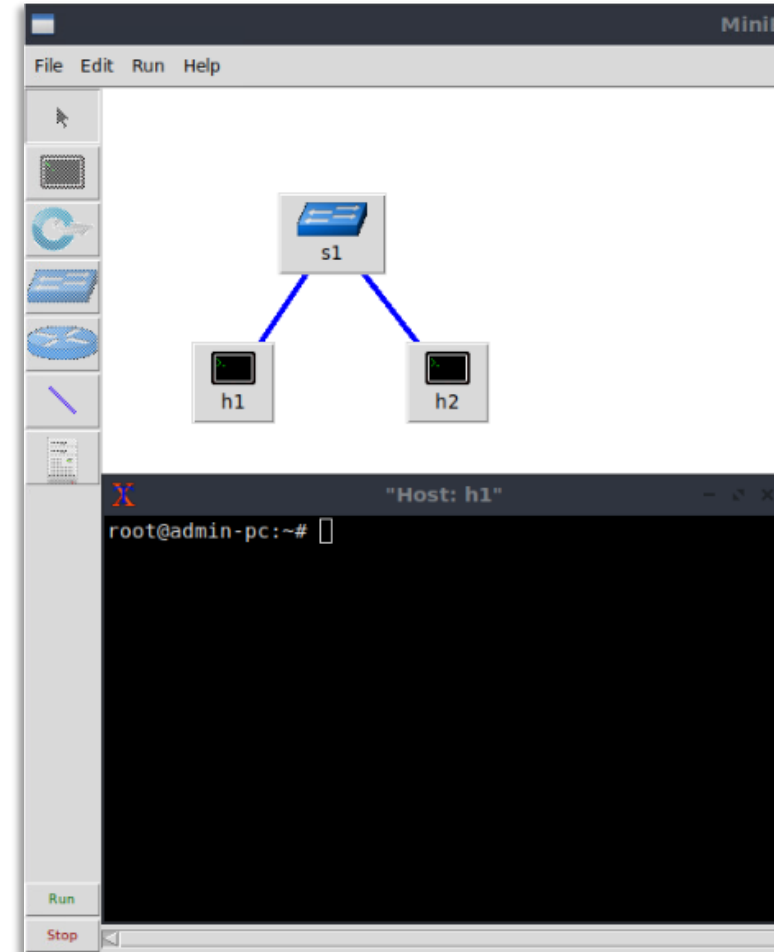 File Edit Run Help
s1
h1
h2
"Host: h1"
root@admin-pc:~#
Run
Stop